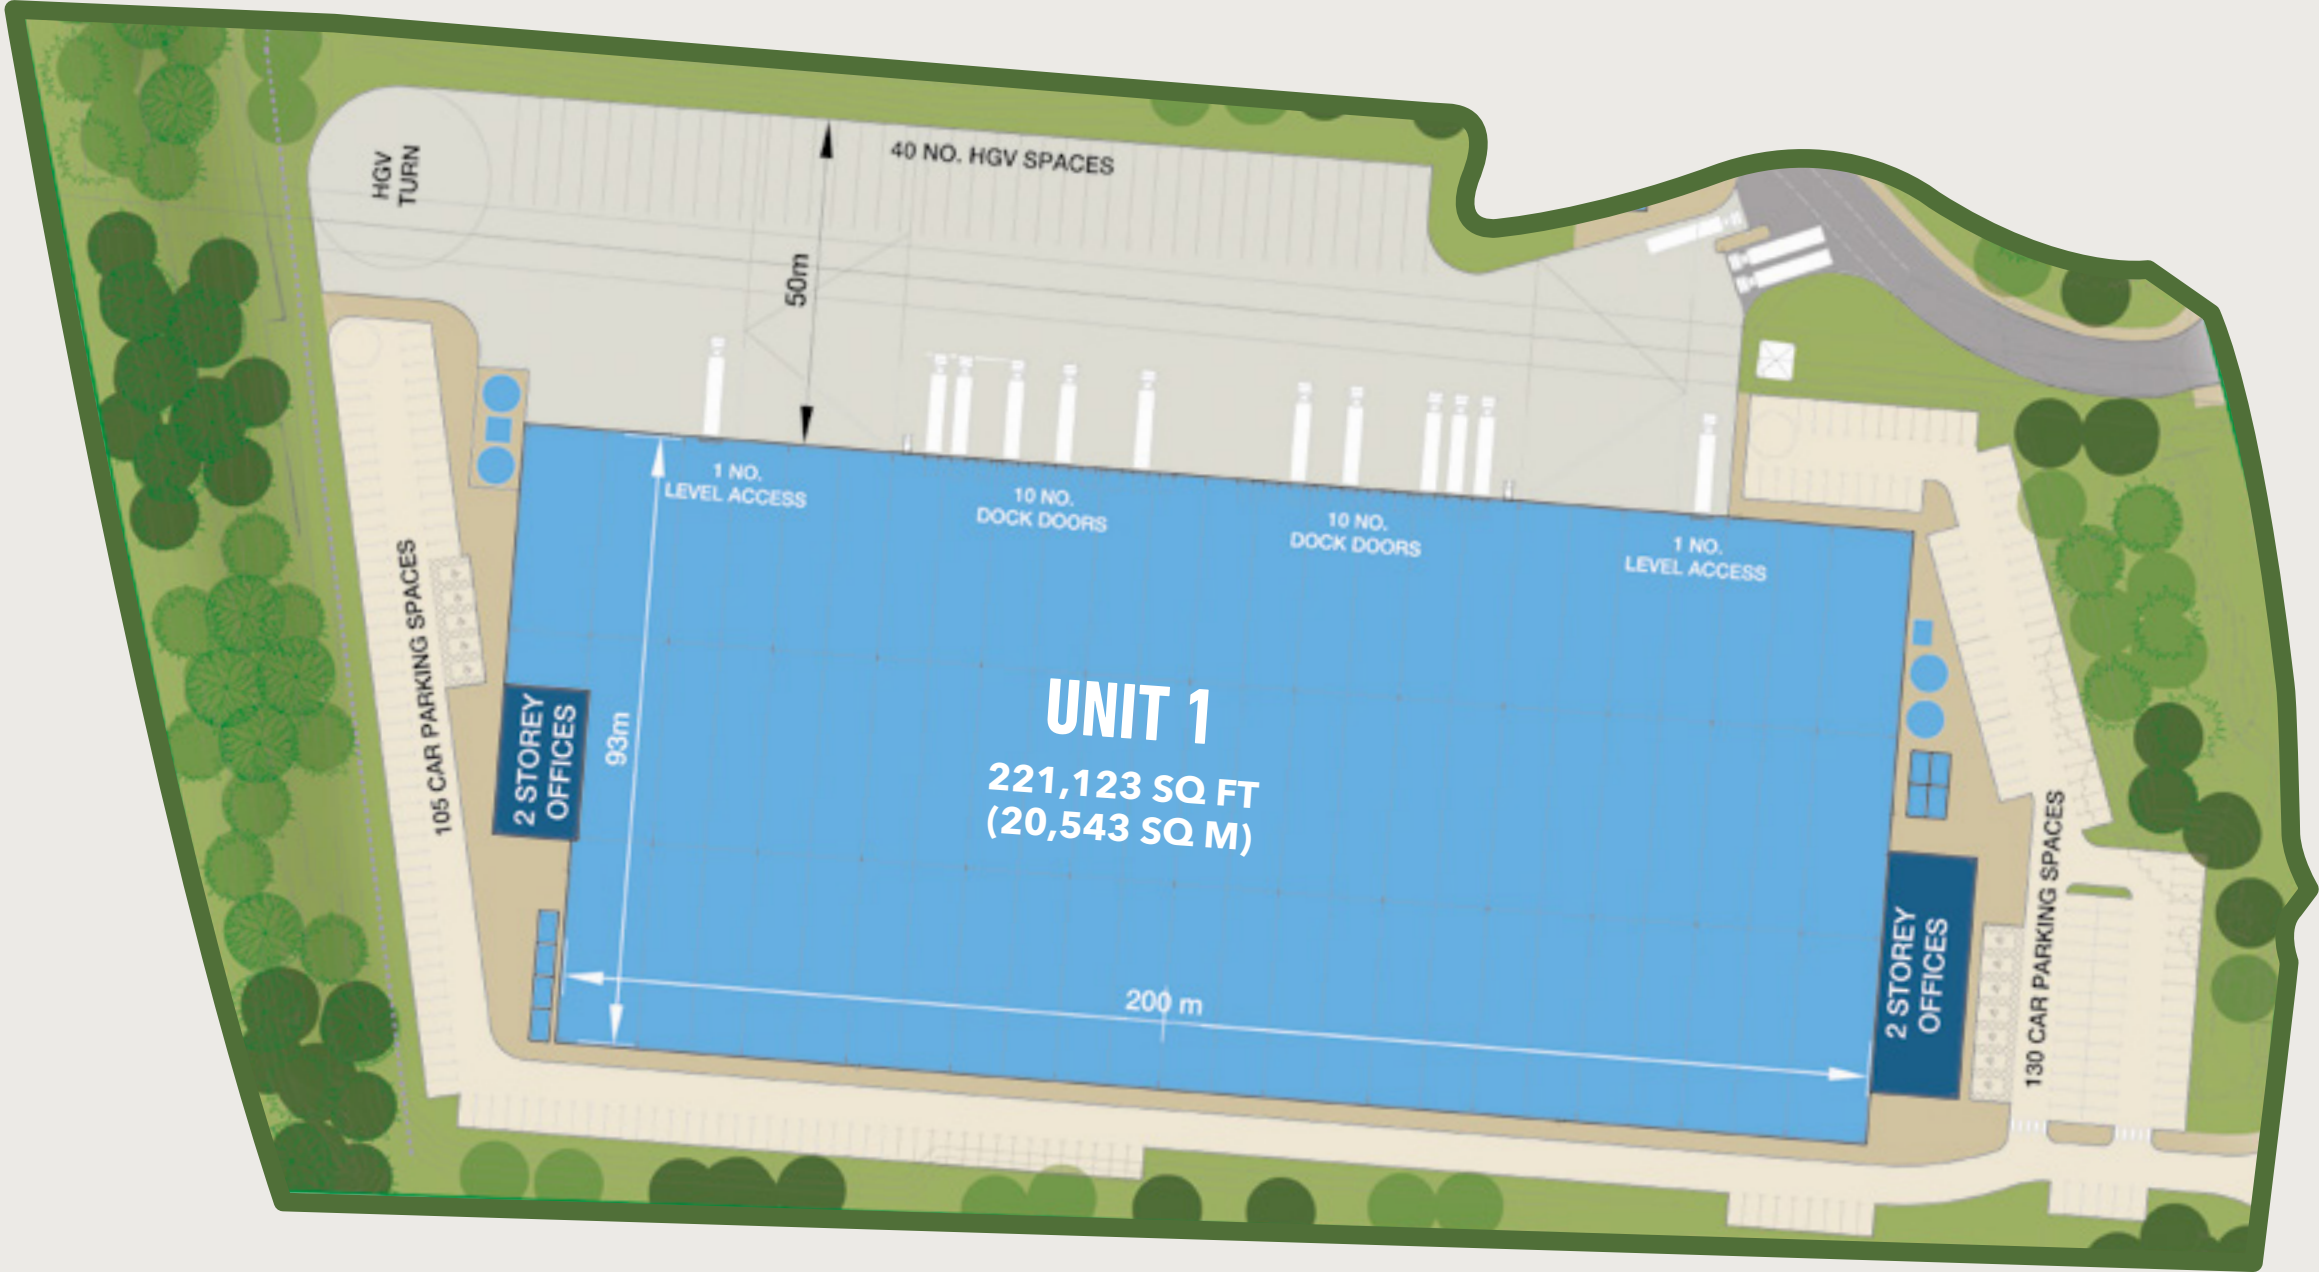 HGV
TURN
40 NO. HGV SPACES
50m
1 NO.
LEVEL ACCESS
10 NO.
DOCK DOORS
10 NO.
DOCK DOORS
1 NO.
LEVEL ACCESS
105 CAR PARKING SPACES
2 STOREY
OFFICES
93m
UNIT 1
221,123 SQ FT
(20,543 SQ M)
200 m
2 STOREY
OFFICES
130 CAR PARKING SPACES